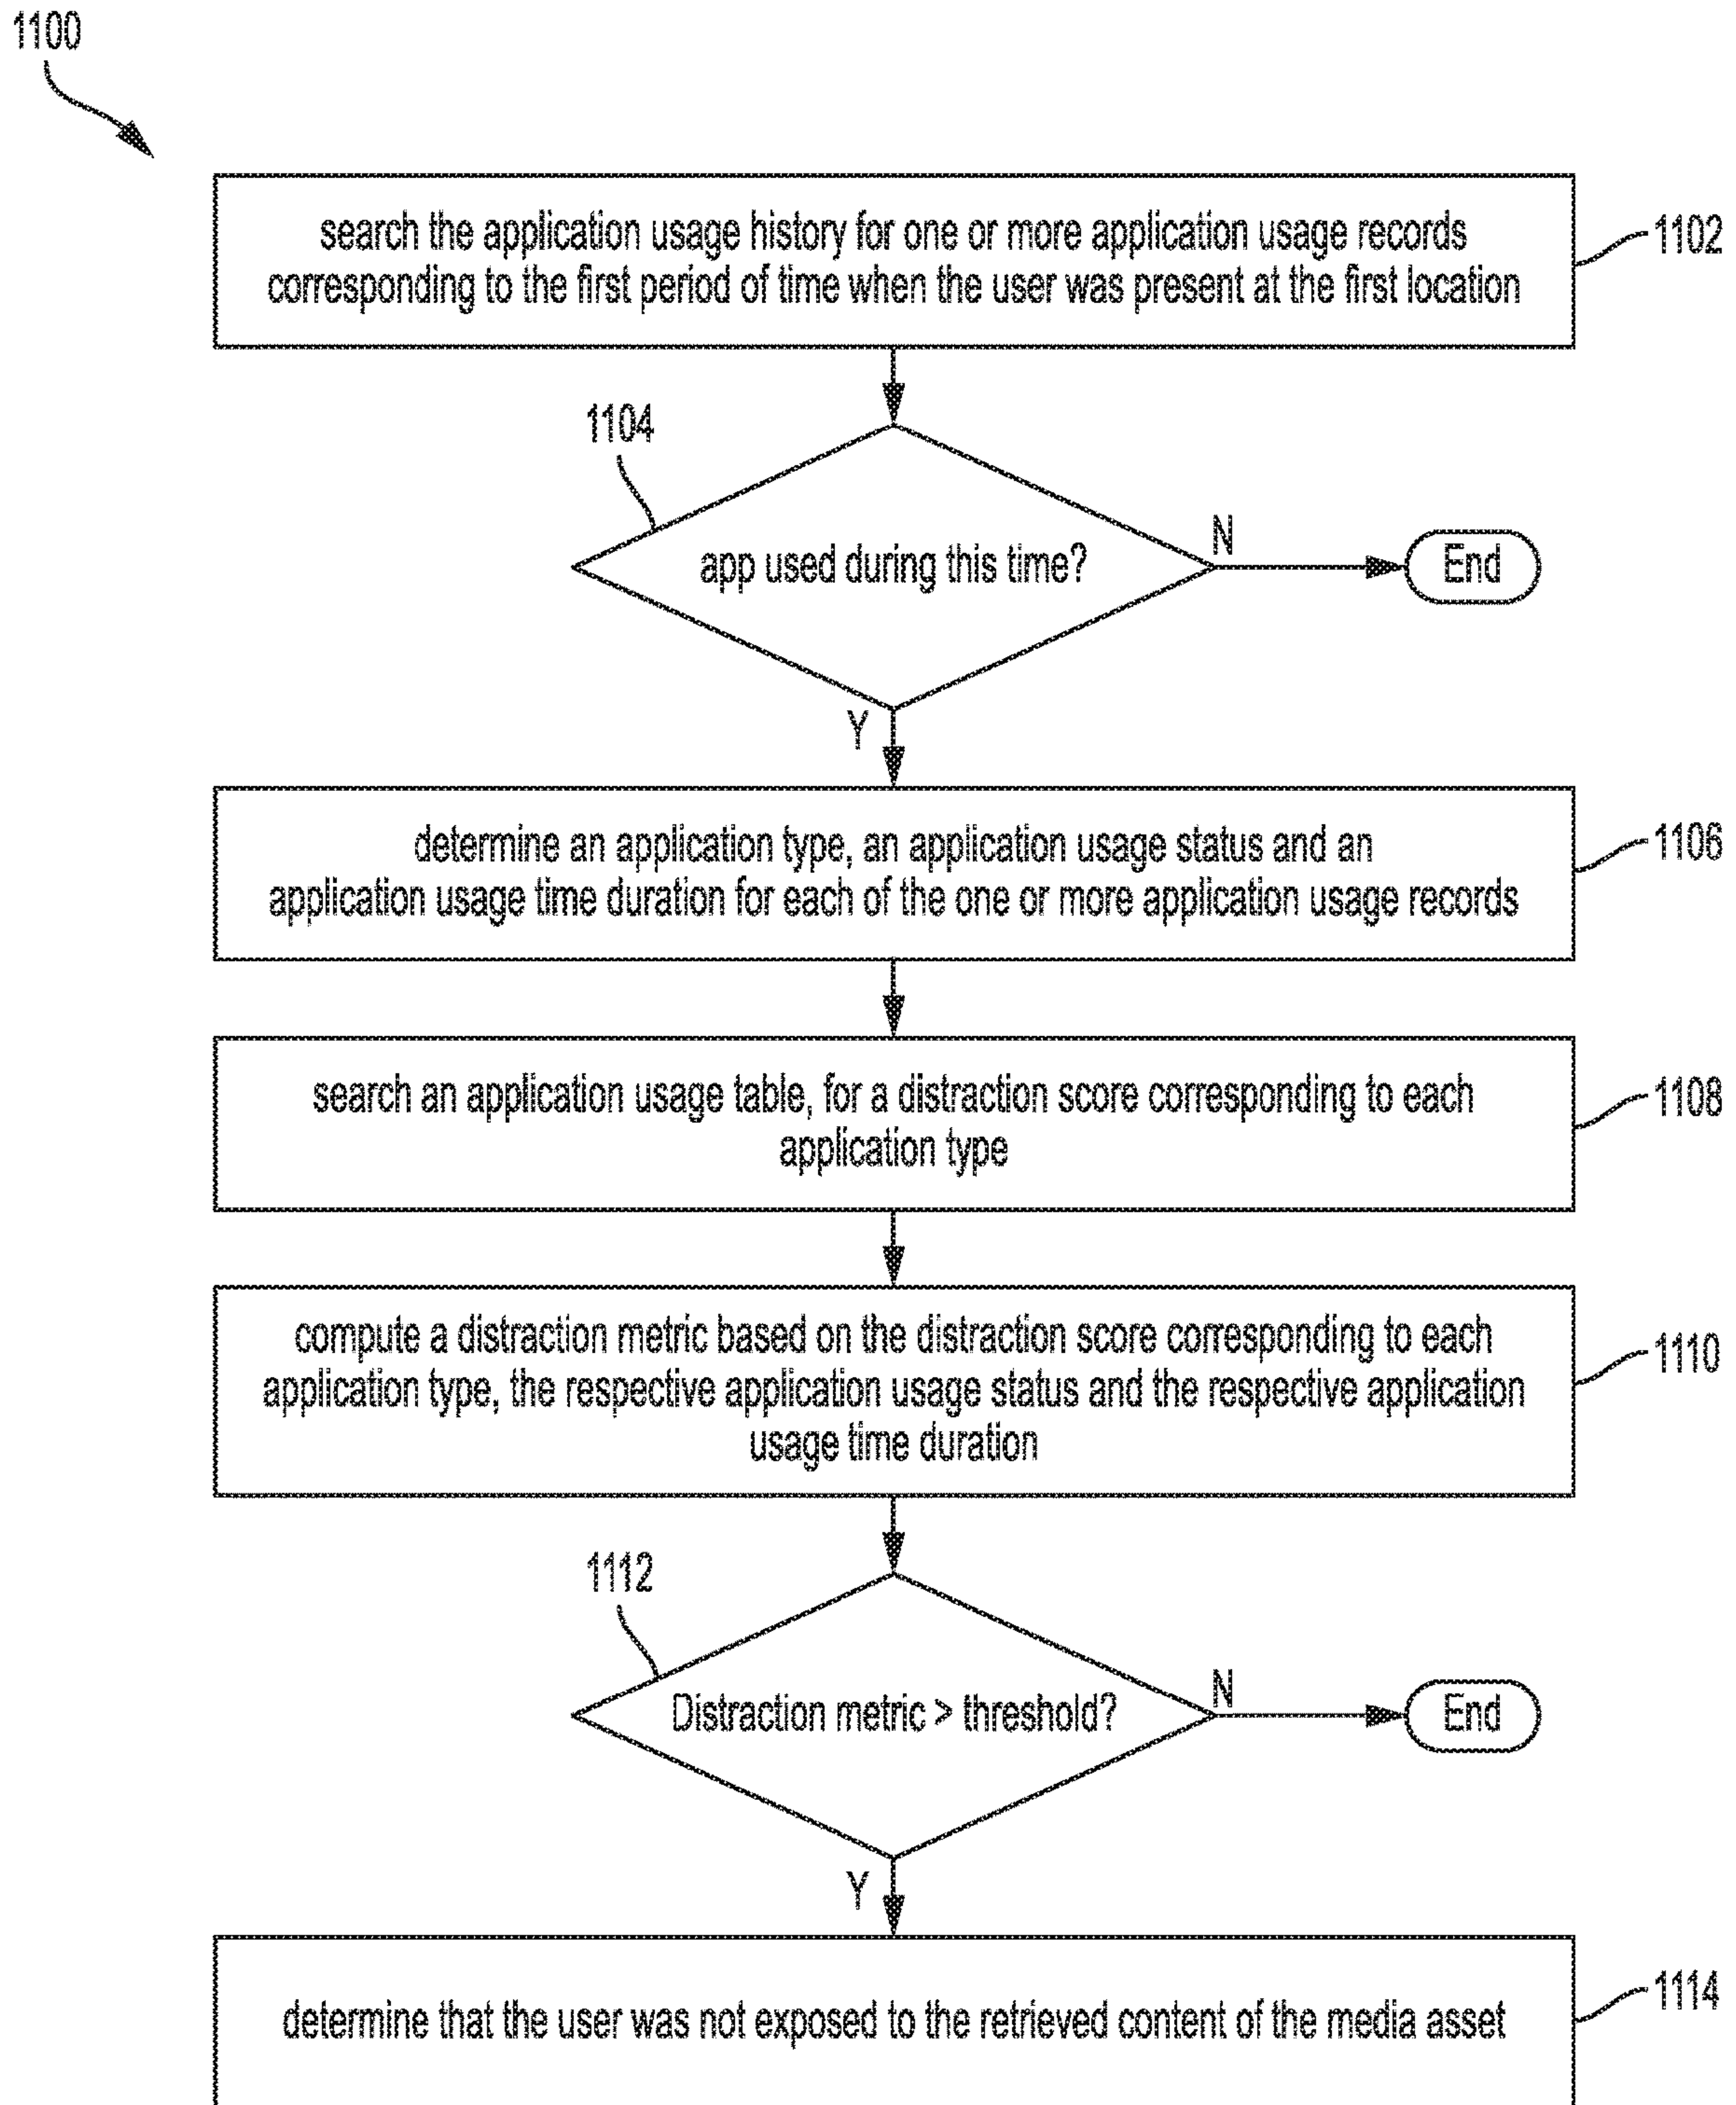 1100
search the application usage history for one or more application usage records
corresponding to the first period of time when the user was present at the first location
1102
1104
app used during this time?
N
End
Y
determine an application type, an application usage status and an
application usage time duration for each of the one or more application usage records
1106
search an application usage table, for a distraction score corresponding to each
application type
1108
compute a distraction metric based on the distraction score corresponding to each
application type, the respective application usage status and the respective application
usage time duration
1110
1112
Distraction metric > threshold?
N
End
Y
determine that the user was not exposed to the retrieved content of the media asset
1114